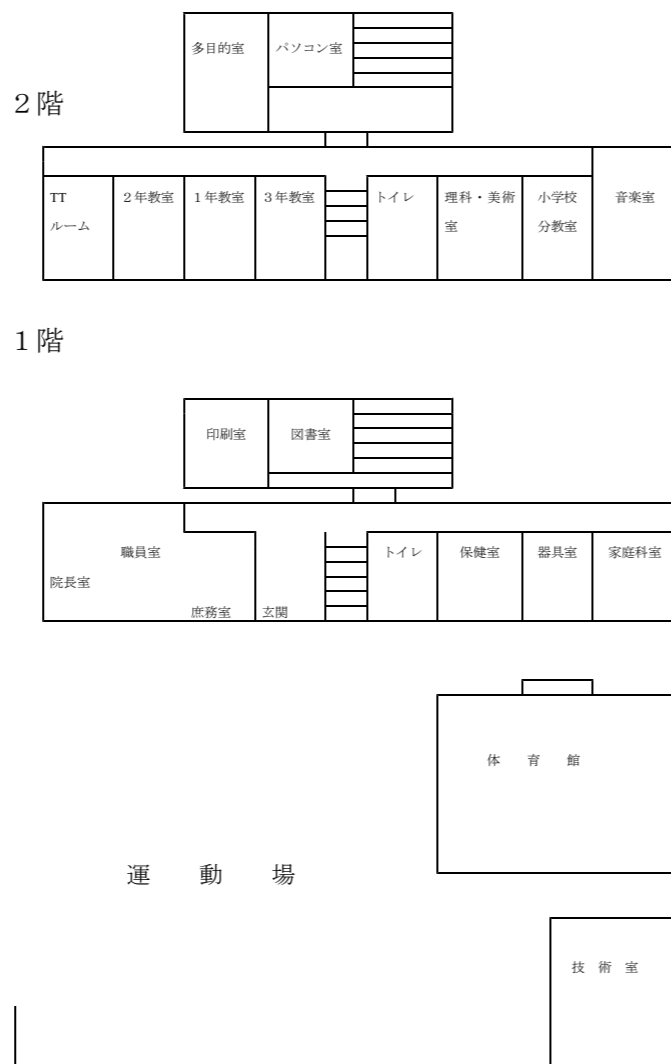 多目的室
パソコン室
２階
TT
ルーム
２年教室
１年教室
３年教室
トイレ
理科・美術
室
小学校
分教室
音楽室
１階
印刷室
図書室
職員室
院長室
庶務室
玄関
トイレ
保健室
器具室
家庭科室
体　育　館
運　動　場
技 術 室